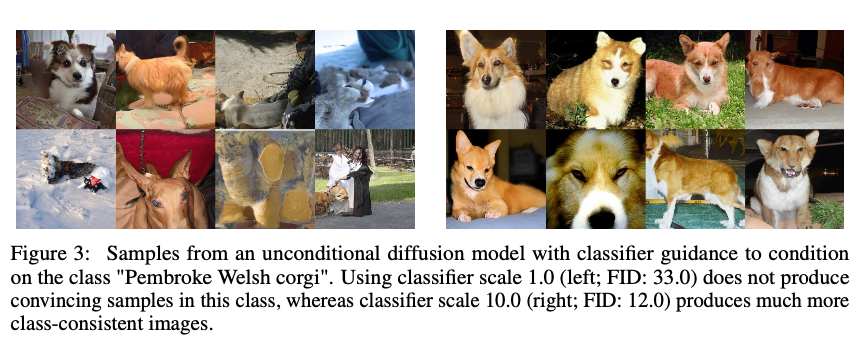 Figure 3: Samples from an unconditional diffusion model with classifier guidance to condition
on the class "Pembroke Welsh corgi". Using classifier scale 1.0 (left; FID: 33.0) does not produce
convincing samples in this class, whereas classifier scale 10.0 (right; FID: 12.0) produces much more
class-consistent images.